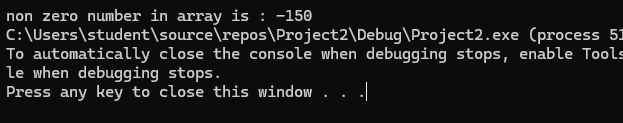 non zero number in array is : -150
C:\Users\student\source\repos\Project2\Debug\Project2.exe (process 51
To automatically close the console when debugging stops, enable Tools
le when debugging stops.
Press any key to close this window . . .